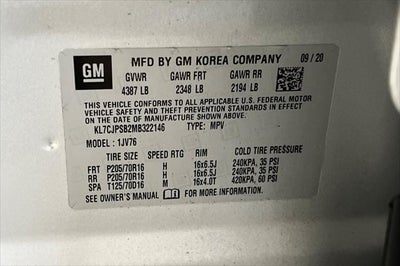 GM
MFD BY GM KOREA COMPANY 09/20
GVWR GAWR FRT GAWR RR
4387 LB 2348 LB 2194 LB
THIS VEHICLE CONFORMS TO ALL APPLICABLE U.S. FEDERAL MOTOR
VEHICLE SAFETY AND THEFT PREVENTION STANDARDS IN EFFECT ON
THE DATE OF MANUFACTURE SHOWN ABOVE.
KL7CJPSB2MB322146 TYPE: MPV
MODEL: 1JV76
TIRE SIZE SPEED RTG RIM COLD TIRE PRESSURE
FRT P205/70R16 H 16x6.5J 240KPA, 35 PSI
RR P205/70R16 H 16x6.5J 240KPA, 35 PSI
SPA T125/70D16 M 16x4.0T 420KPA, 60 PSI
SEE OWNER'S MANUAL FOR MORE INFORMATION.